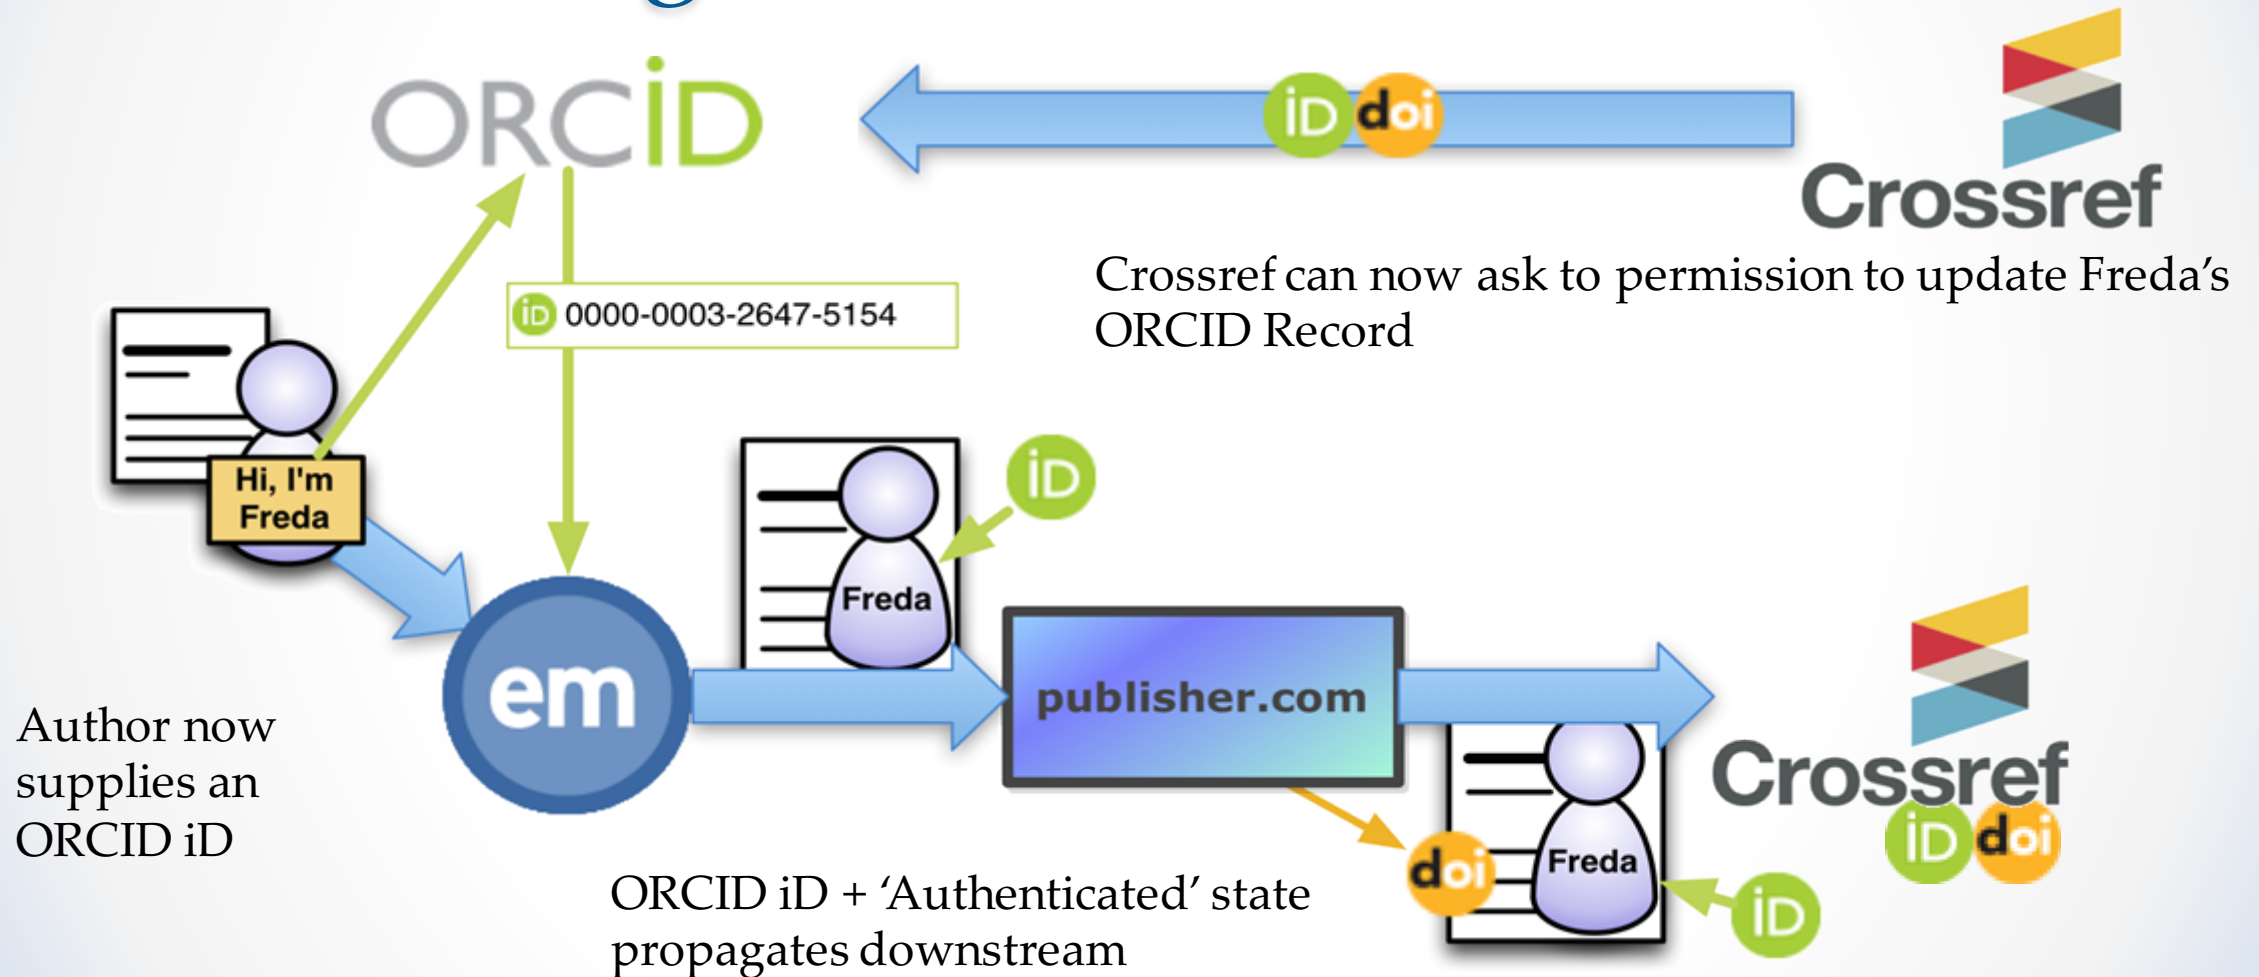 ORCiD
iD doi
Crossref
Crossref can now ask to permission to update Freda’s
ORCID Record
iD 0000-0003-2647-5154
Hi, I'm
Freda
iD
Freda
em
publisher.com
Author now
supplies an
ORCID iD
Crossref
iD doi
doi
Freda
iD
ORCID iD + ‘Authenticated’ state
propagates downstream